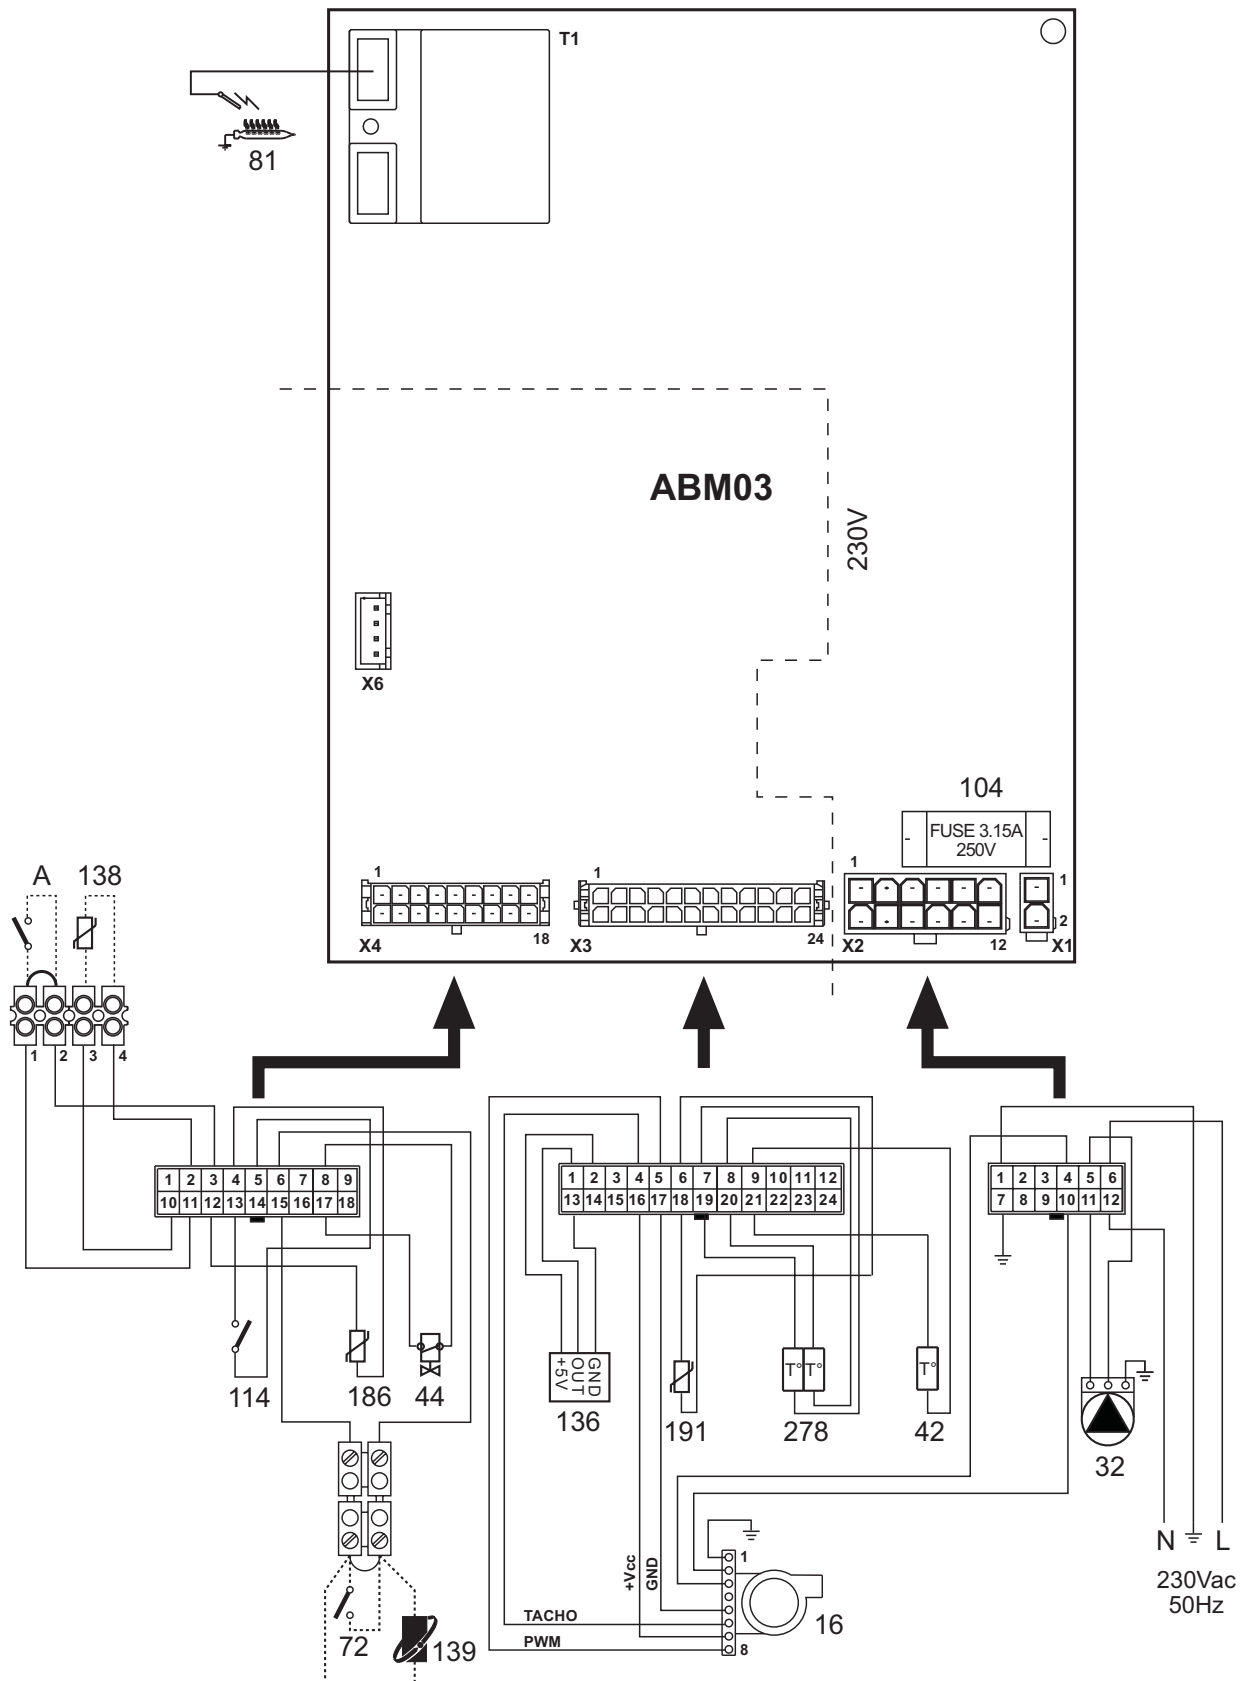 T1
81
ABM03
230V
X6
104
FUSE 3.15A
250V
A 138
1
18
X4
1
24
X3
1
12
X2
1
2
X1
1 2 3 4
1 2 3 4 5 6 7 8 9
10 11 12 13 14 15 16 17 18
1 2 3 4 5 6 7 8 9 10 11 12
13 14 15 16 17 18 19 20 21 22 23 24
1 2 3 4 5 6
7 8 9 10 11 12
114
186
44
+5V
OUT
GND
136
191
T° T°
278
T°
42
32
N L
230Vac
50Hz
+Vcc
GND
TACHO
PWM
1
8
16
72
139